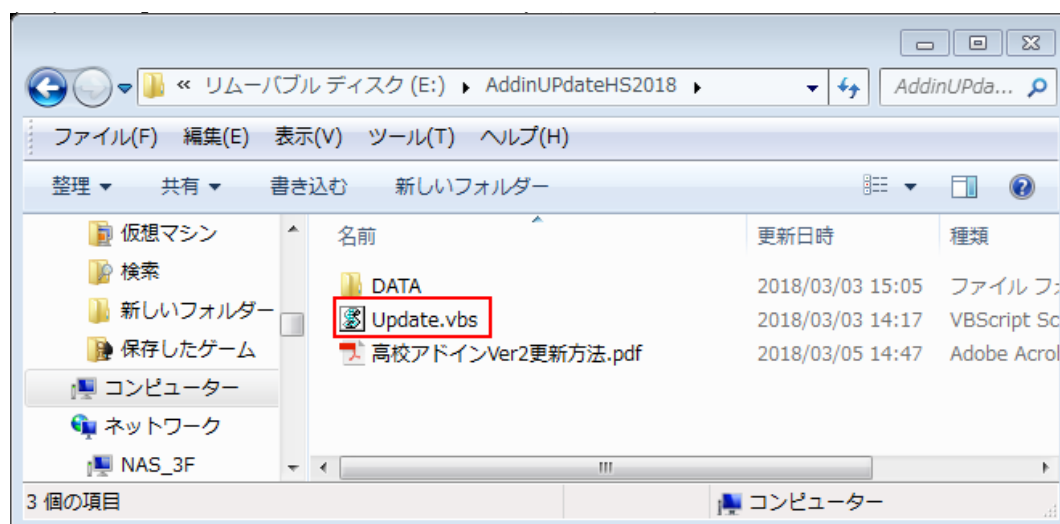 « リムーバブル ディスク (E:) ▸ AddinUPdateHS2018 ▸
AddinUPda...
ファイル(F) 編集(E) 表示(V) ツール(T) ヘルプ(H)
整理 ▼ 共有 ▼ 書き込む 新しいフォルダー
仮想マシン
検索
新しいフォルダー
保存したゲーム
コンピューター
ネットワーク
NAS_3F
名前 更新日時 種類
DATA 2018/03/03 15:05 ファイル フ
Update.vbs 2018/03/03 14:17 VBScript Sc
高校アドインVer2更新方法.pdf 2018/03/05 14:47 Adobe Acro
3 個の項目 コンピューター